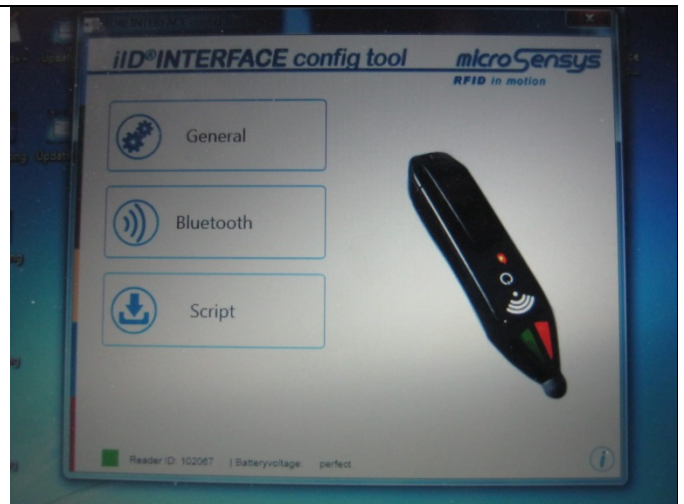 iID®INTERFACE config tool
microSensys
RFID in motion
General
Bluetooth
Script
Reader ID: 102067 | Batteryvoltage: perfect
i